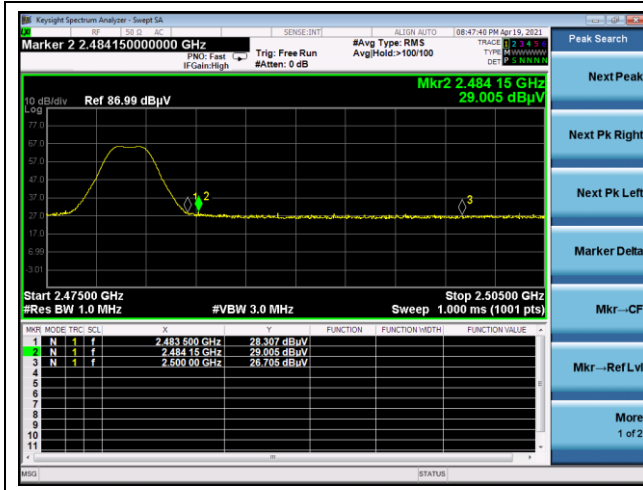 Keysight Spectrum Analyzer - Swept SA
RF 50 Ω AC SENSE:INT ALIGN AUTO 08:47:40 PM Apr 19, 2021
Marker 2 2.484150000000 GHz
PNO: Fast
IFGain:High
Trig: Free Run
#Atten: 0 dB
#Avg Type: RMS
Avg|Hold:>100/100
TRACE 1 2 3 4 5 6
TYPE M W W W W W
DET P S N N N N
Peak Search
Mkr2 2.484 15 GHz
29.005 dBµV
10 dB/div Ref 86.99 dBµV
Log
77.0
67.0
57.0
47.0
37.0
27.0
17.0
6.99
-3.01
1
2
3
Start 2.47500 GHz Stop 2.50500 GHz
#Res BW 1.0 MHz #VBW 3.0 MHz Sweep 1.000 ms (1001 pts)
MKR MODE TRC SCL X Y FUNCTION FUNCTION WIDTH FUNCTION VALUE
1 N 1 f 2.483 500 GHz 28.307 dBµV
2 N 1 f 2.484 15 GHz 29.005 dBµV
3 N 1 f 2.500 00 GHz 26.705 dBµV
4
5
6
7
8
9
10
11
MSG STATUS
Next Peak
Next Pk Right
Next Pk Left
Marker Delta
Mkr→CF
Mkr→Ref Lvl
More
1 of 2